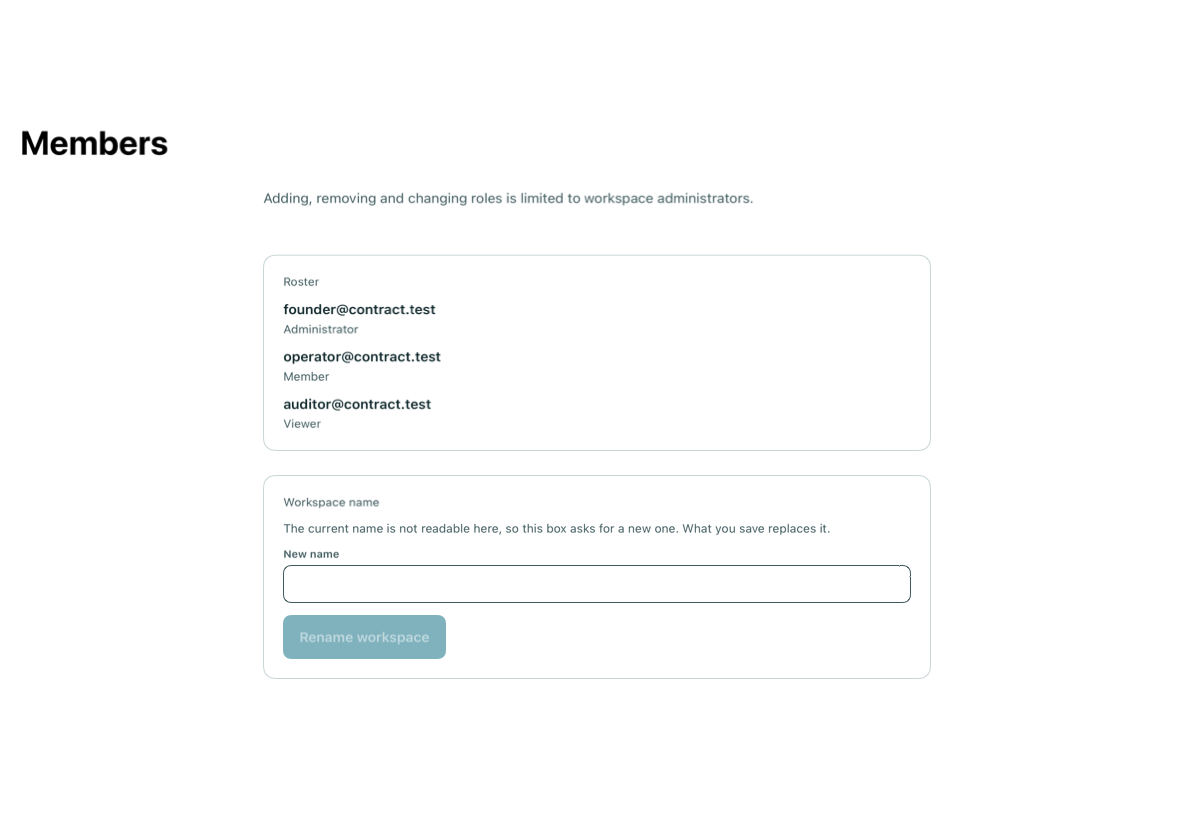 Members
Adding, removing and changing roles is limited to workspace administrators.
Roster
founder@contract.test
Administrator
operator@contract.test
Member
auditor@contract.test
Viewer
Workspace name
The current name is not readable here, so this box asks for a new one. What you save replaces it.
New name
Rename workspace